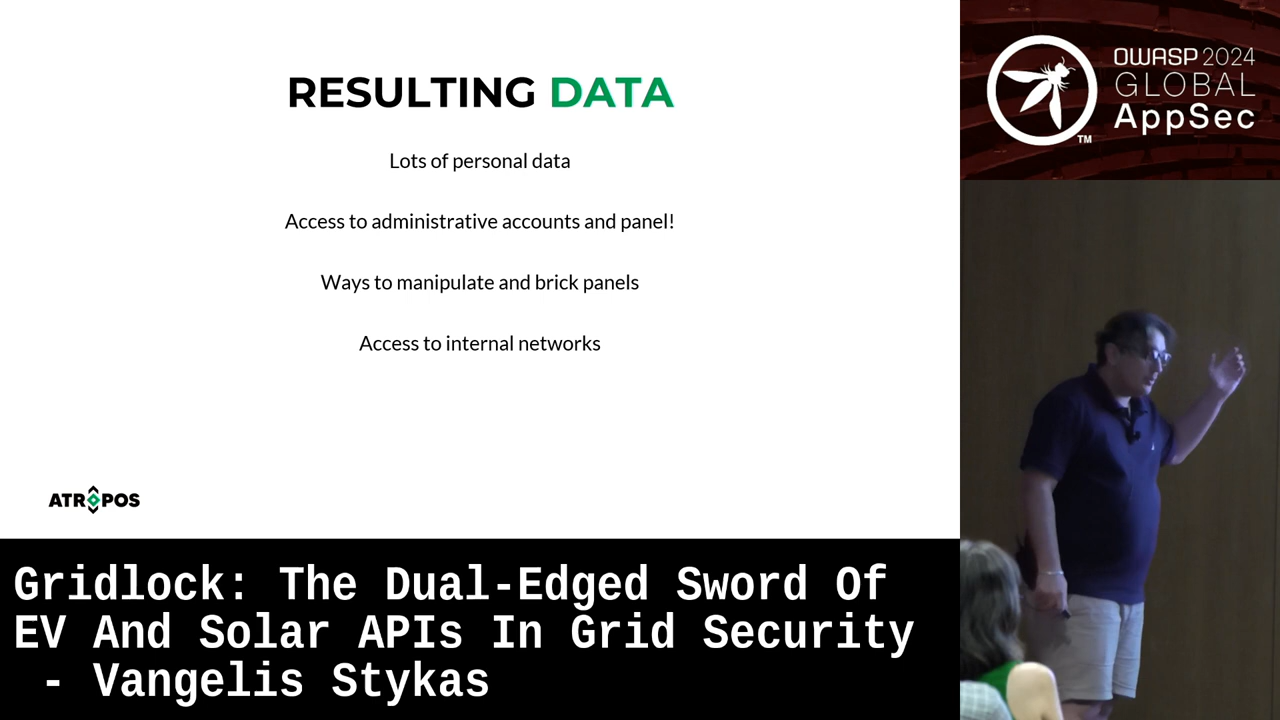 RESULTING DATA
Lots of personal data
Access to administrative accounts and panel!
Ways to manipulate and brick panels
Access to internal networks
ATROPOS
Gridlock: The Dual-Edged Sword Of
EV And Solar APIs In Grid Security
- Vangelis Stykas
OWASP 2024
GLOBAL
AppSec
TM